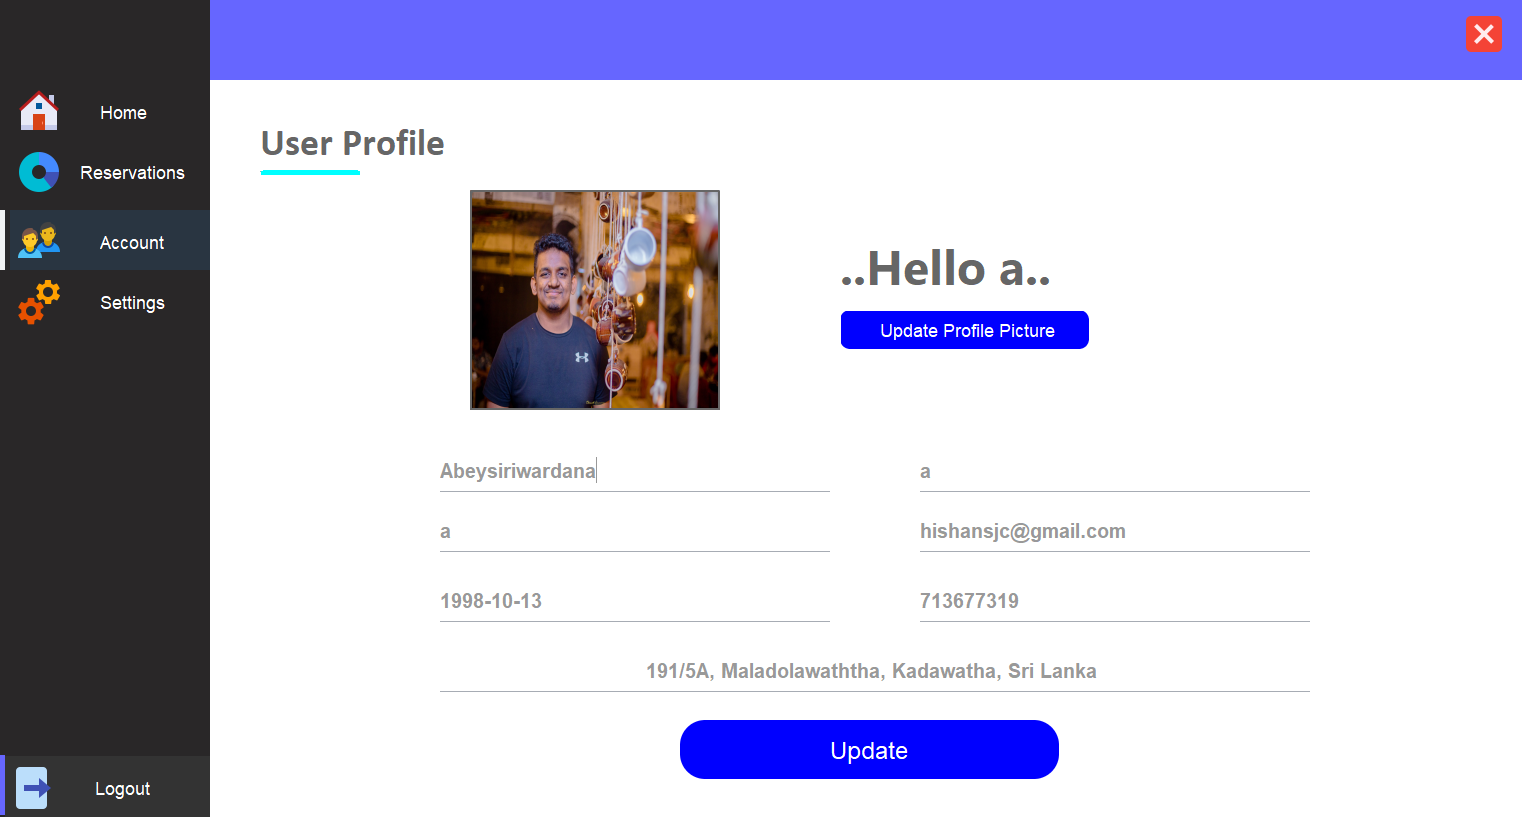 Home
Reservations
Account
Settings
Logout
User Profile
..Hello a..
Update Profile Picture
Abeysiriwardana
a
a
hishansjc@gmail.com
1998-10-13
713677319
191/5A, Maladolawaththa, Kadawatha, Sri Lanka
Update